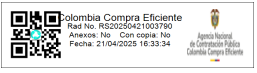 Colombia Compra Eficiente
Rad No. RS20250421003790
Anexos: No Con copia: No
Fecha: 21/04/2025 16:33:34
Agencia Nacional
de Contratación Pública
Colombia Compra Eficiente